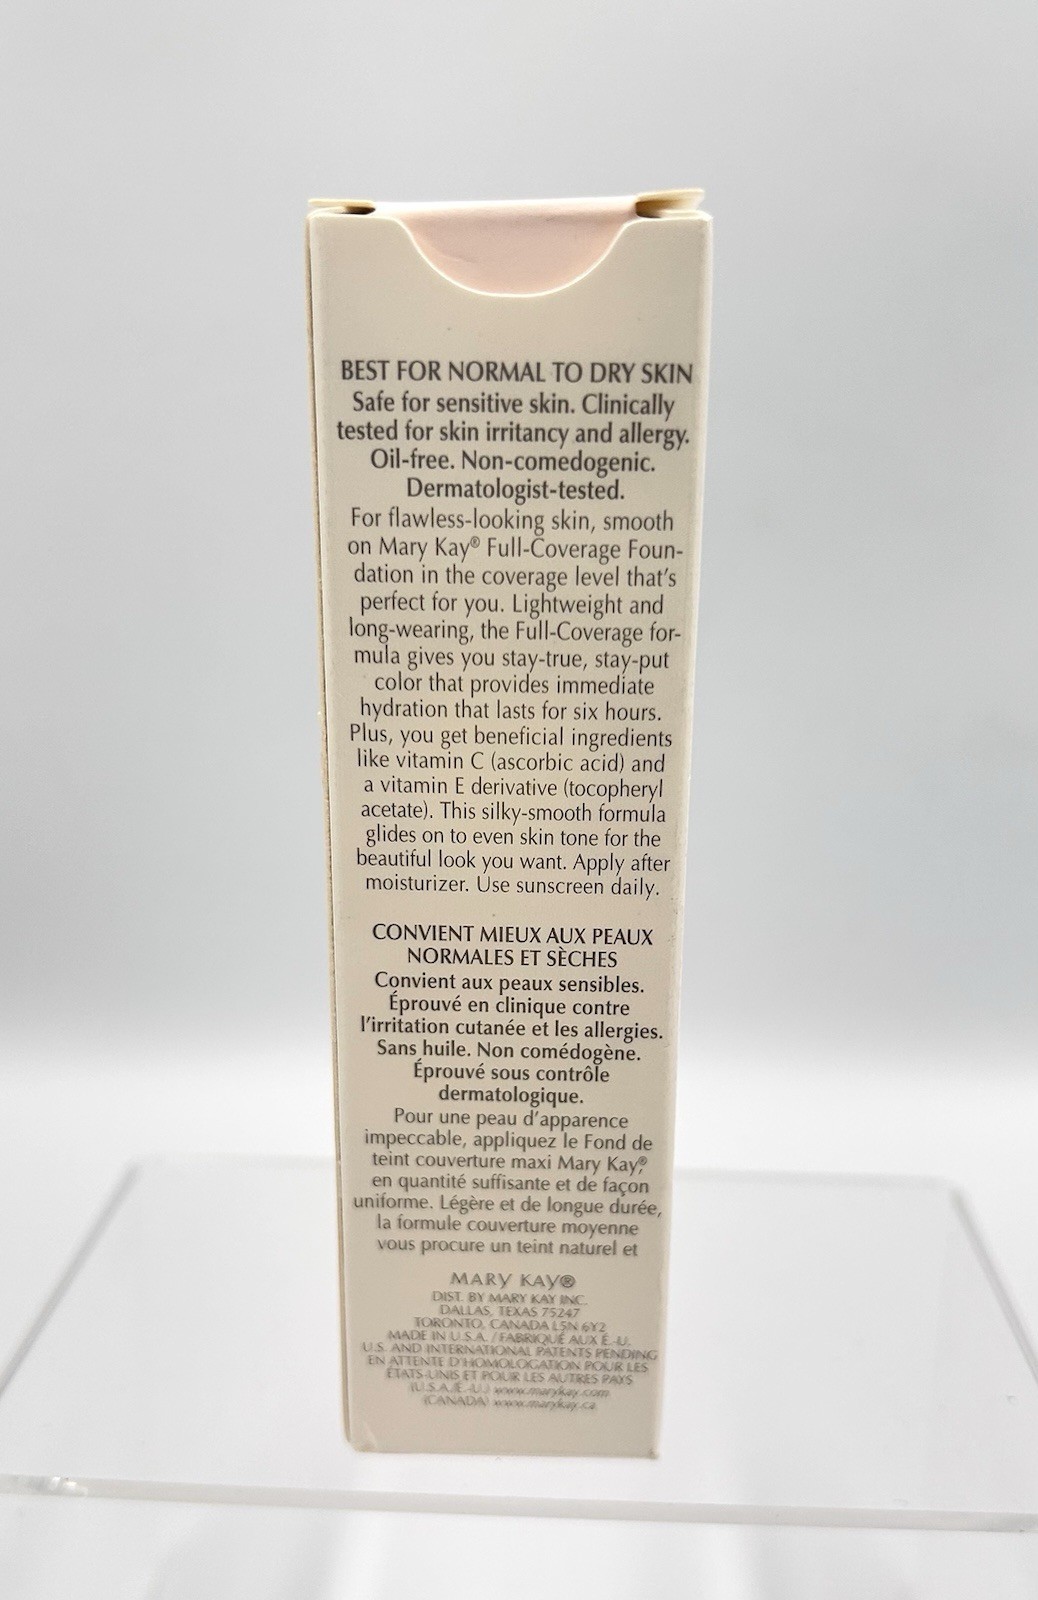 BEST FOR NORMAL TO DRY SKIN
Safe for sensitive skin. Clinically
tested for skin irritancy and allergy.
Oil-free. Non-comedogenic.
Dermatologist-tested.
For flawless-looking skin, smooth
on Mary Kay® Full-Coverage Foun-
dation in the coverage level that's
perfect for you. Lightweight and
long-wearing, the Full-Coverage for-
mula gives you stay-true, stay-put
color that provides immediate
hydration that lasts for six hours.
Plus, you get beneficial ingredients
like vitamin C (ascorbic acid) and
a vitamin E derivative (tocopheryl
acetate). This silky-smooth formula
glides on to even skin tone for the
beautiful look you want. Apply after
moisturizer. Use sunscreen daily.
CONVIENT MIEUX AUX PEAUX
NORMALES ET SÈCHES
Convient aux peaux sensibles.
Éprouvé en clinique contre
l'irritation cutanée et les allergies.
Sans huile. Non comédogène.
Éprouvé sous contrôle
dermatologique.
Pour une peau d'apparence
impeccable, appliquez le Fond de
teint couverture maxi Mary Kay®,
en quantité suffisante et de façon
uniforme. Légère et de longue durée,
la formule couverture moyenne
vous procure un teint naturel et
MARY KAY®
DIST. BY MARY KAY INC.
DALLAS, TEXAS 75247
TORONTO, CANADA L5N 6Y2
MADE IN U.S.A. / FABRIQUÉ AUX É.-U.
U.S. AND INTERNATIONAL PATENTS PENDING
EN ATTENTE D'HOMOLOGATION POUR LES
ÉTATS-UNIS ET POUR LES AUTRES PAYS
(U.S.A./É.-U.) www.marykay.com
(CANADA) www.marykay.ca